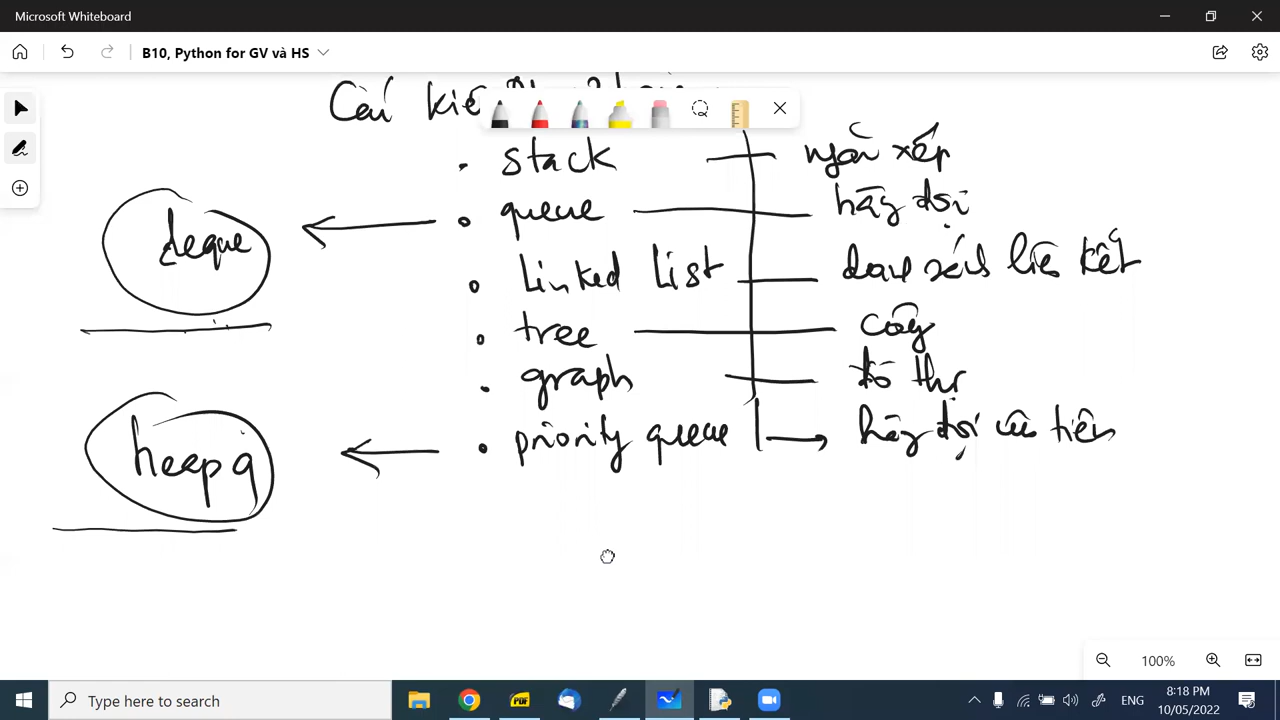 Microsoft Whiteboard
B10, Python for GV và HS
Các
stack ngăn xếp
queue hàng đợi
deque
linked list danh sách liên kết
tree cây
graph đồ thị
priority queue hàng đợi ưu tiên
heapq
100%
Type here to search
PDF
ENG
8:18 PM
10/05/2022